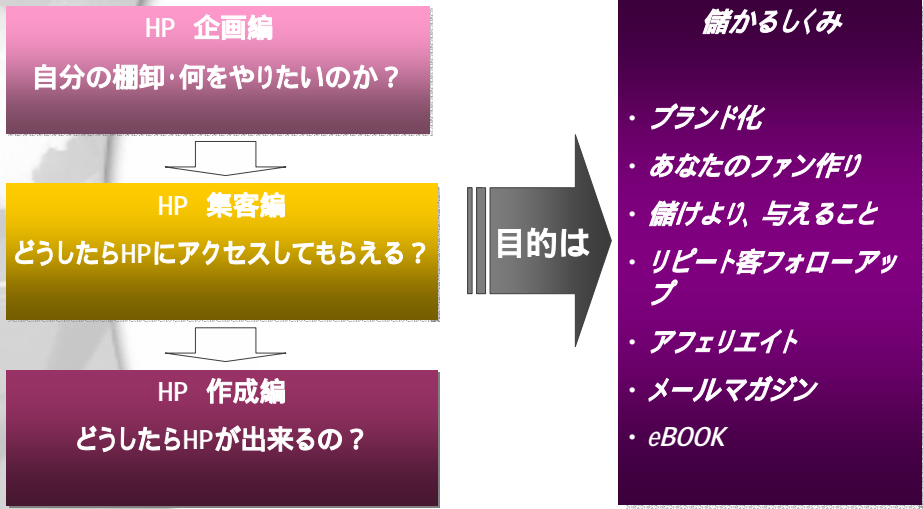 HP 企画編
自分の棚卸・何をやりたいのか？
HP 集客編
どうしたらHPにアクセスしてもらえる？
HP 作成編
どうしたらHPが出来るの？
目的は
儲かるしくみ
・ブランド化
・あなたのファン作り
・儲けより、与えること
・リピート客フォローアッ
プ
・アフェリエイト
・メールマガジン
・eBOOK